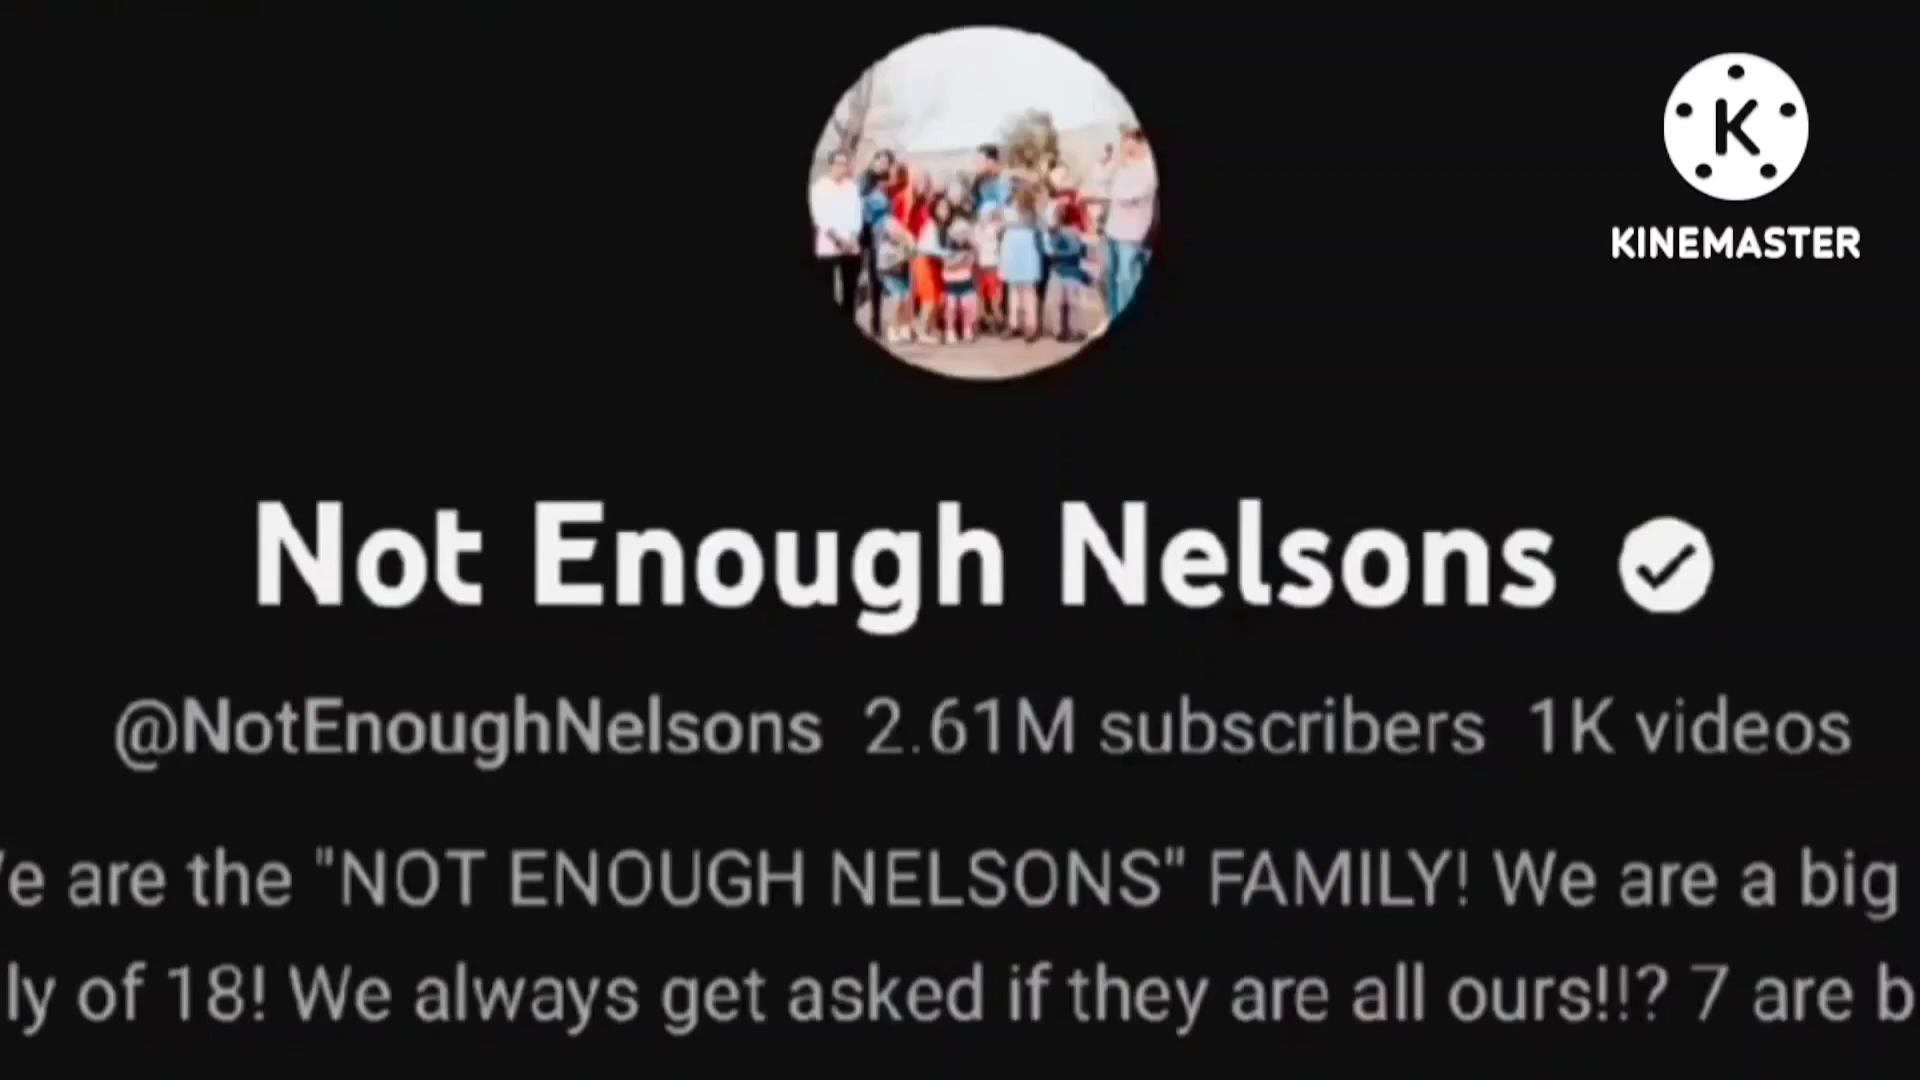 K
KINEMASTER
Not Enough Nelsons
@NotEnoughNelsons 2.61M subscribers 1K videos
e are the "NOT ENOUGH NELSONS" FAMILY! We are a big
ly of 18! We always get asked if they are all ours!!? 7 are b